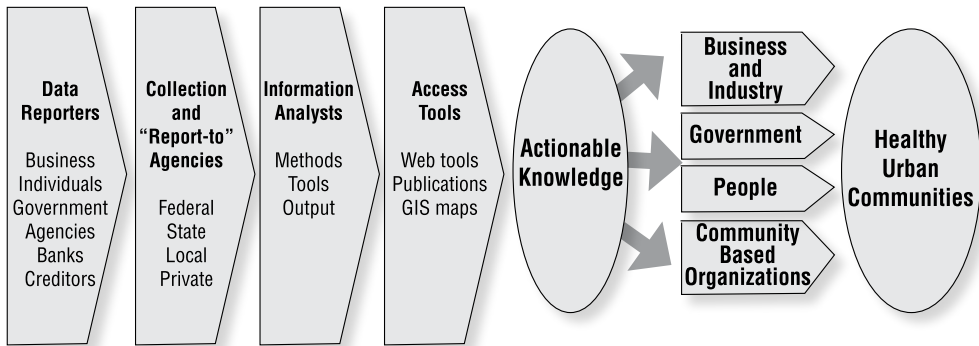 Data
Reporters
Business
Individuals
Government
Agencies
Banks
Creditors
Collection
and
“Report-to”
Agencies
Federal
State
Local
Private
Information
Analysts
Methods
Tools
Output
Access
Tools
Web tools
Publications
GIS maps
Actionable
Knowledge
Business
and
Industry
Government
People
Community
Based
Organizations
Healthy
Urban
Communities